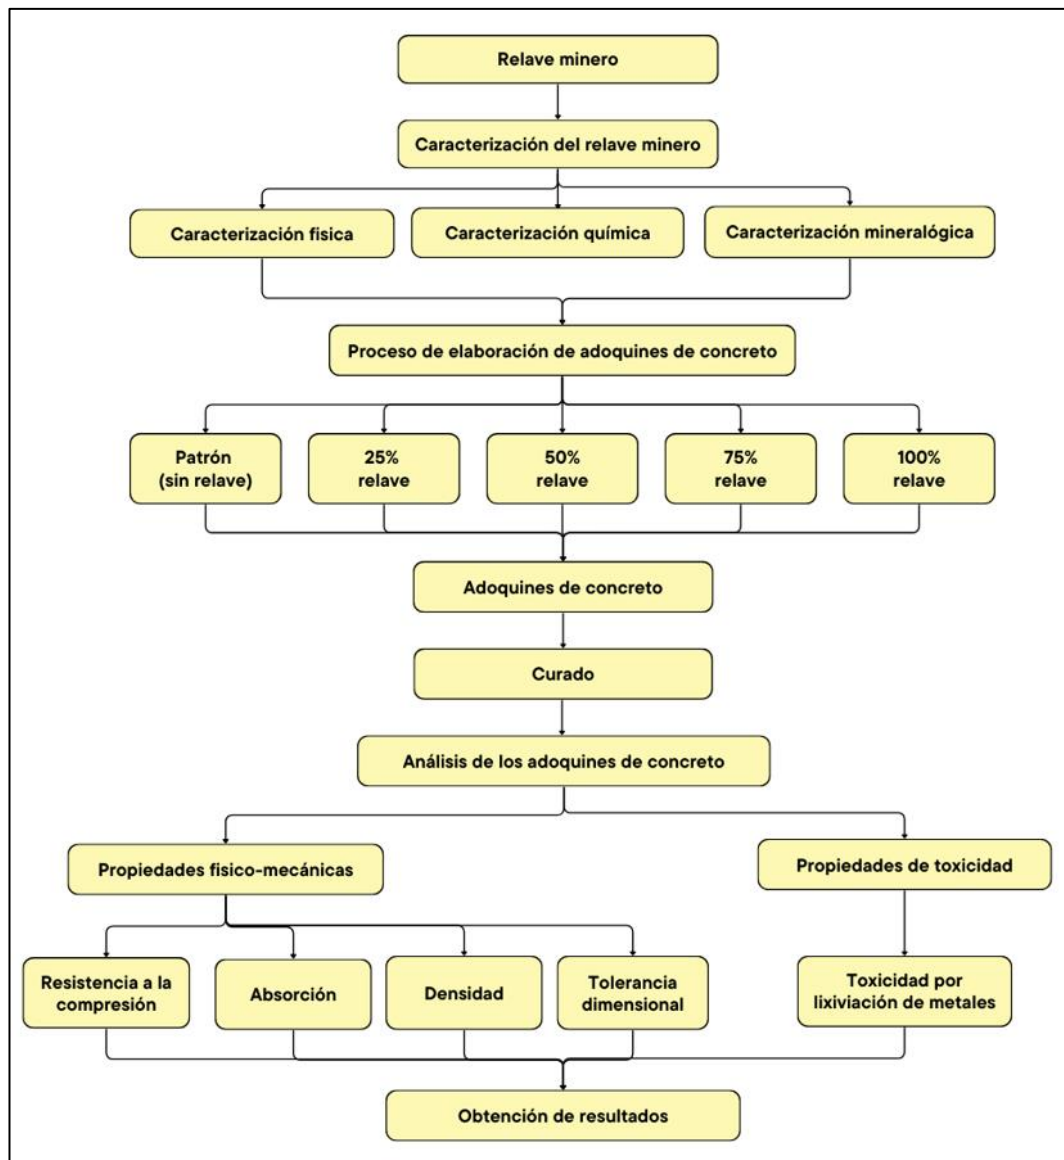 Relave minero
Caracterización del relave minero
Caracterización fisica
Caracterización química
Caracterización mineralógica
Proceso de elaboración de adoquines de concreto
Patrón
(sin relave)
25%
relave
50%
relave
75%
relave
100%
relave
Adoquines de concreto
Curado
Análisis de los adoquines de concreto
Propiedades fisico-mecánicas
Propiedades de toxicidad
Resistencia a la
compresión
Absorción
Densidad
Tolerancia
dimensional
Toxicidad por
lixiviación de metales
Obtención de resultados